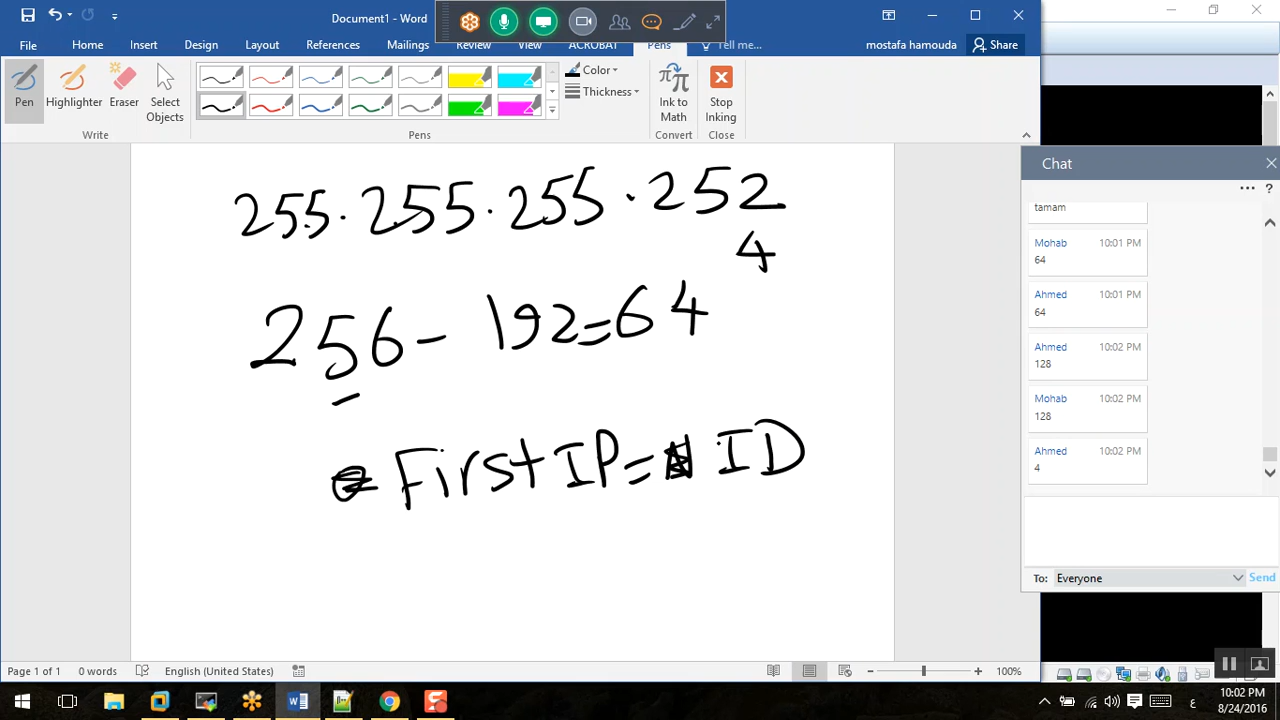 Document1 - Word
File Home Insert Design Layout References Mailings Review ACROBAT Pens Tell me... mostafa hamouda Share
Pen Highlighter Eraser Select Objects
Color
Thickness
Ink to Math
Stop Inking
Write Pens Convert Close
255.255.255.252
4
256-192=64
First IP=N ID
Chat
tamam
Mohab 10:01 PM
64
Ahmed 10:01 PM
64
Ahmed 10:02 PM
128
Mohab 10:02 PM
128
Ahmed 10:02 PM
4
To: Everyone Send
Page 1 of 1 0 words English (United States) 100%
ع 10:02 PM
8/24/2016